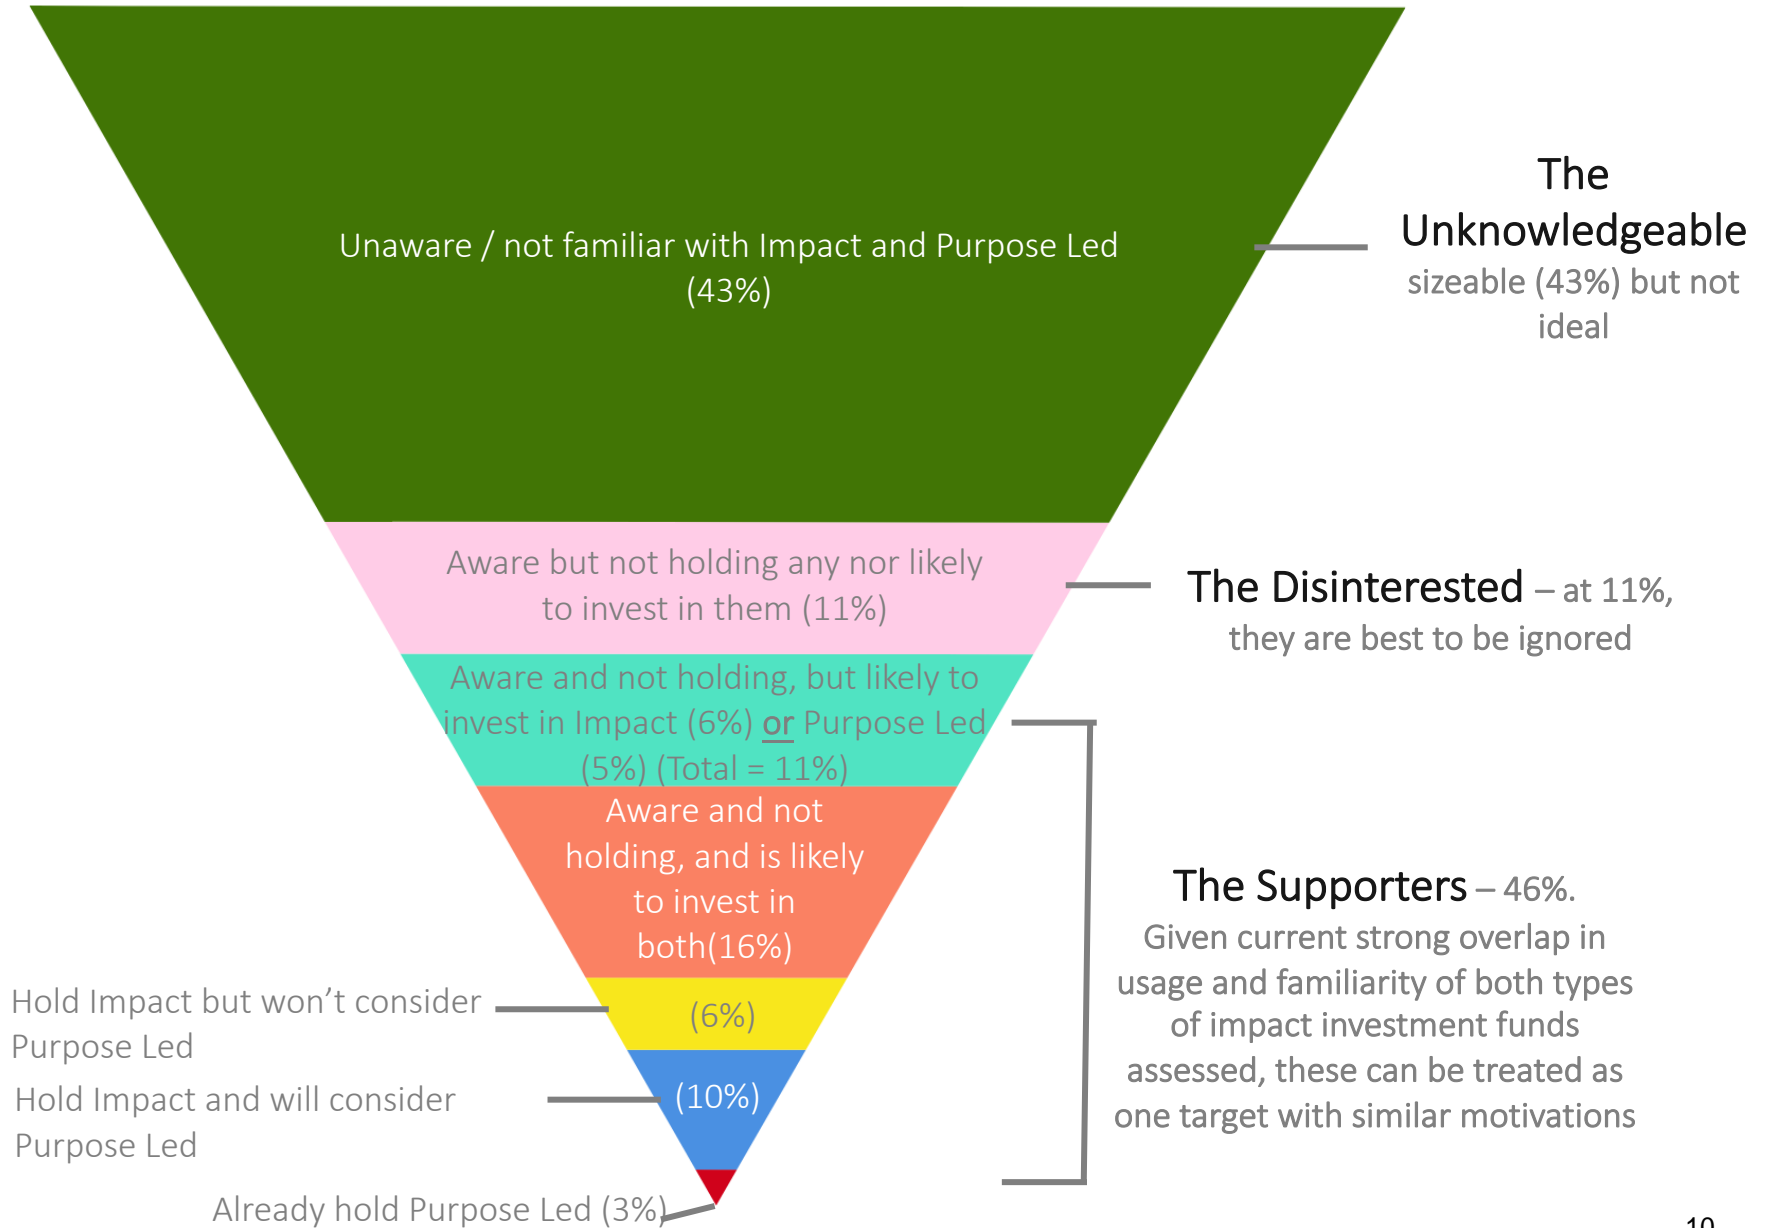 Unaware / not familiar with Impact and Purpose Led
(43%)
The
Unknowledgeable
sizeable (43%) but not
ideal
Aware but not holding any nor likely
to invest in them (11%)
The Disinterested – at 11%,
they are best to be ignored
Aware and not holding, but likely to
invest in Impact (6%) or Purpose Led
(5%) (Total = 11%)
Aware and not
holding, and is likely
to invest in
both(16%)
The Supporters – 46%.
Given current strong overlap in
usage and familiarity of both types
of impact investment funds
assessed, these can be treated as
one target with similar motivations
Hold Impact but won’t consider
Purpose Led
(6%)
Hold Impact and will consider
Purpose Led
(10%)
Already hold Purpose Led (3%)
10